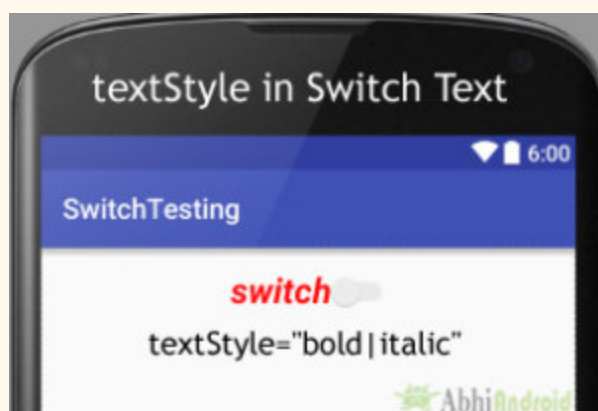 textStyle in Switch Text
6:00
SwitchTesting
switch
textStyle="bold|italic"
AbhiAndroid